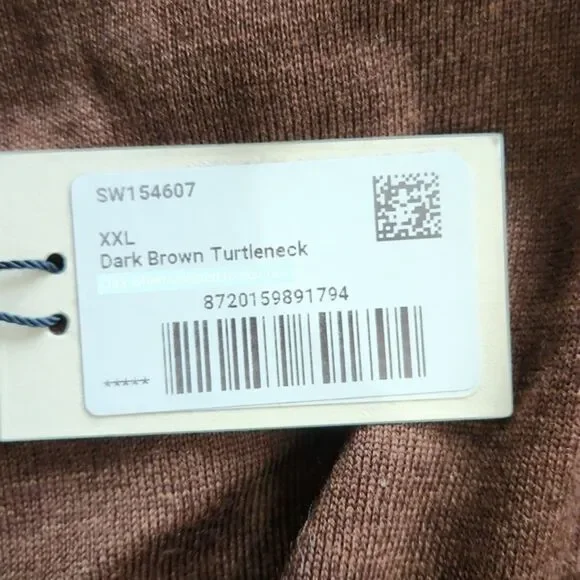 SW154607
XXL
Dark Brown Turtleneck
8720159891794
*****